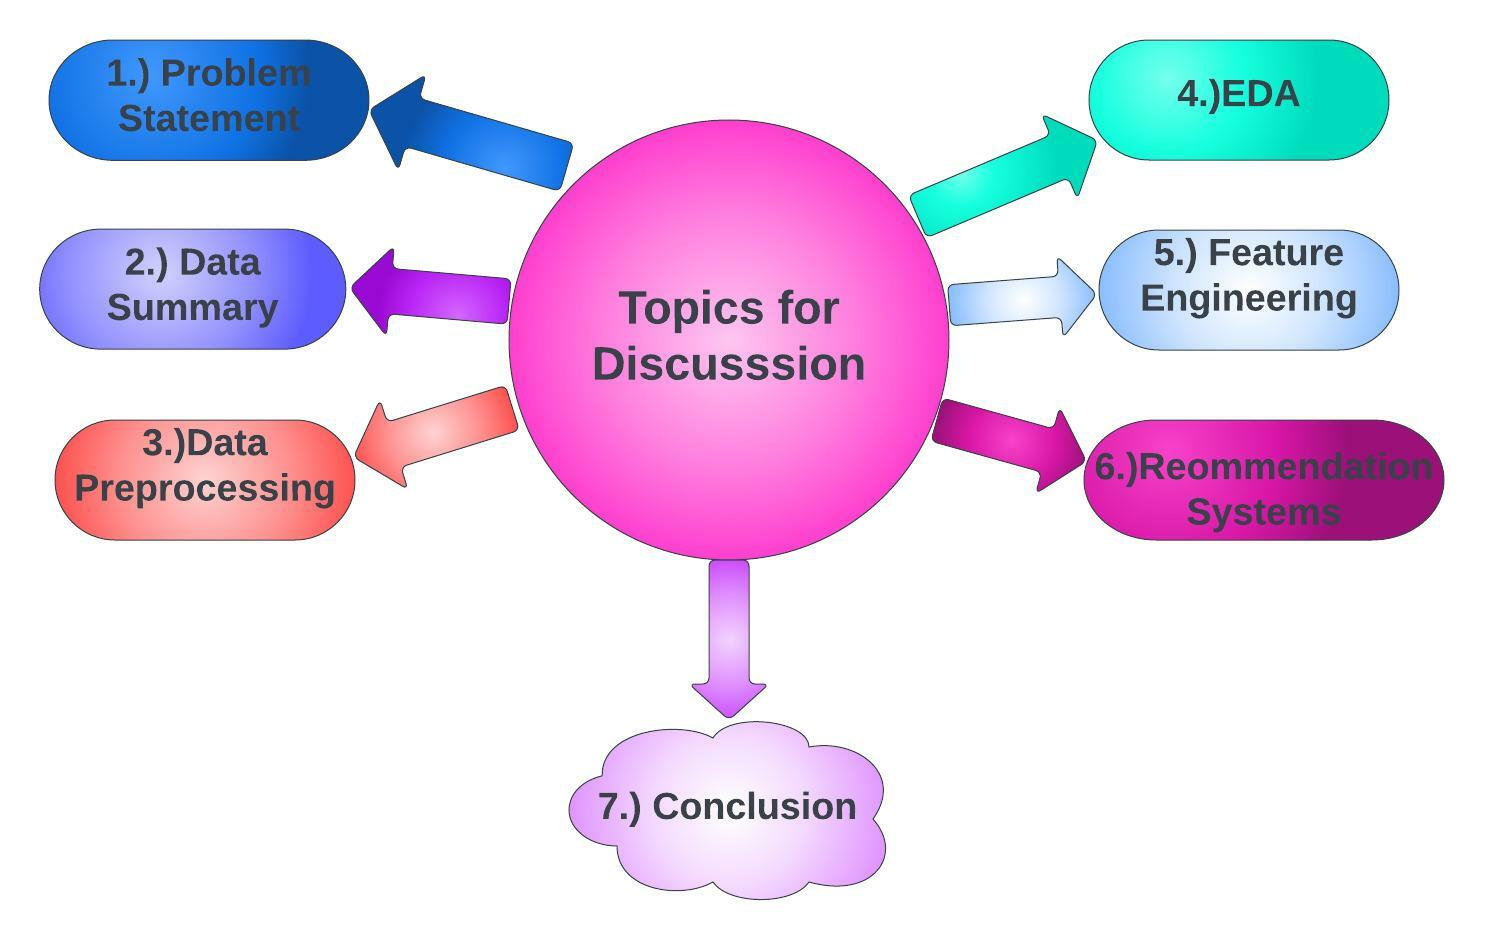 1.) Problem
Statement
2.) Data
Summary
3.)Data
Preprocessing
Topics for
Discusssion
4.)EDA
5.) Feature
Engineering
6.)Reommendation
Systems
7.) Conclusion